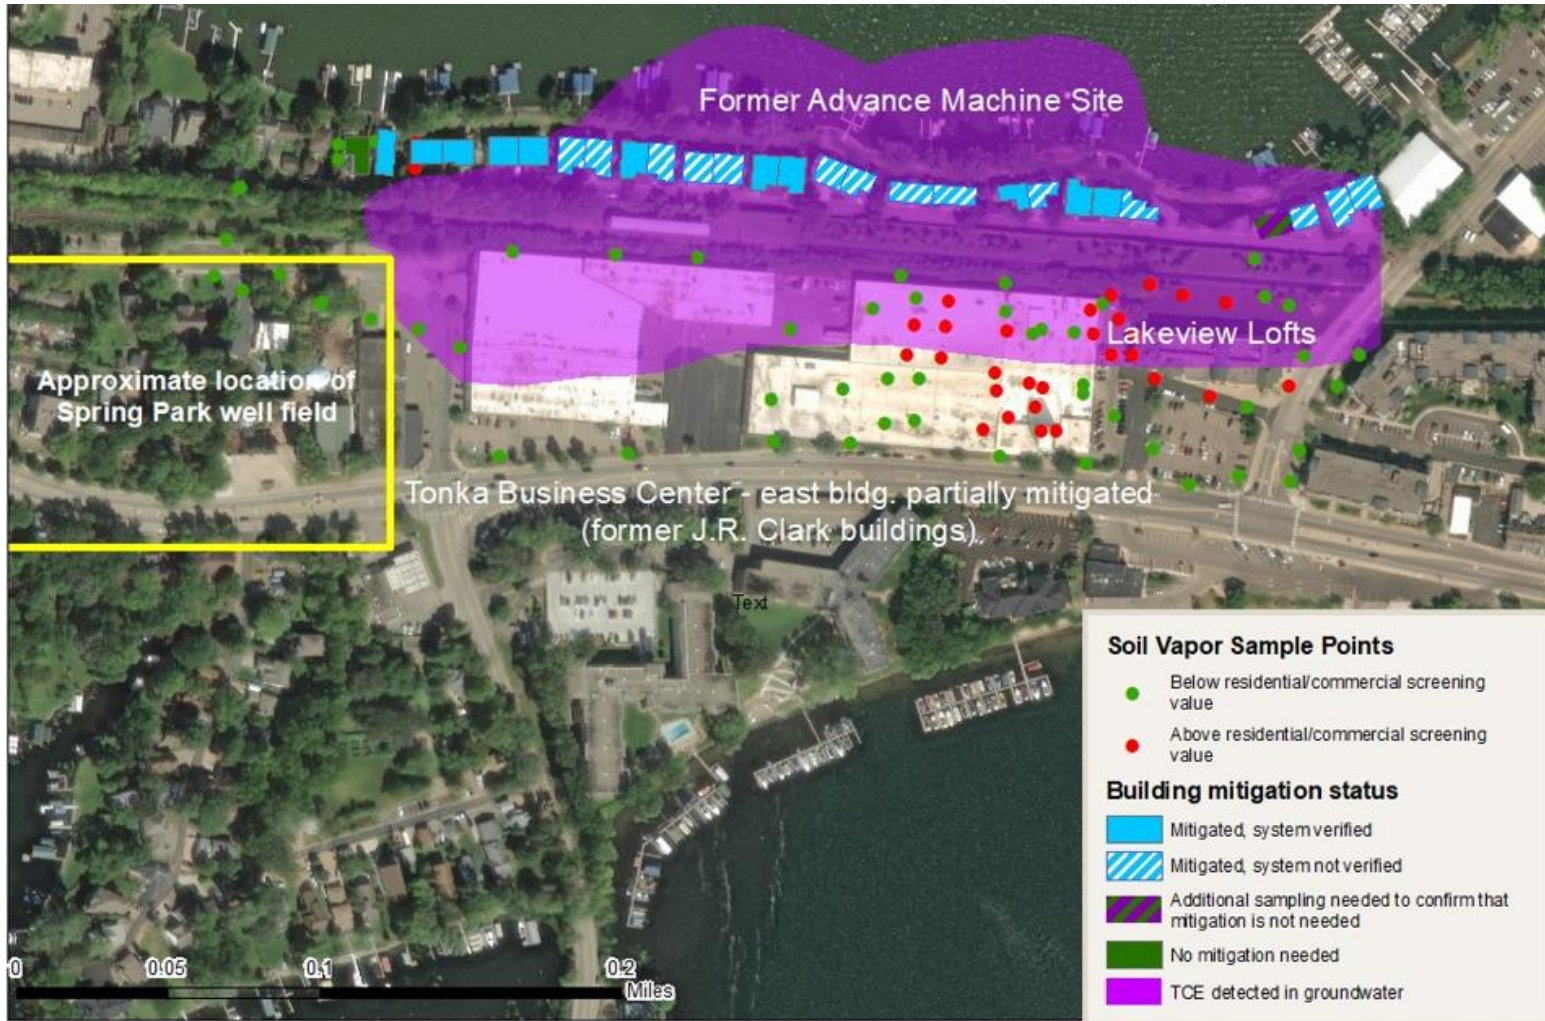 Former Advance Machine Site
Lakeview Lofts
Approximate location of
Spring Park well field
Tonka Business Center - east bldg. partially mitigated
(former J.R. Clark buildings)
Text
Soil Vapor Sample Points
Below residential/commercial screening
value
Above residential/commercial screening
value
Building mitigation status
Mitigated, system verified
Mitigated, system not verified
Additional sampling needed to confirm that
mitigation is not needed
No mitigation needed
TCE detected in groundwater
0 0.05 0.1 0.2
Miles